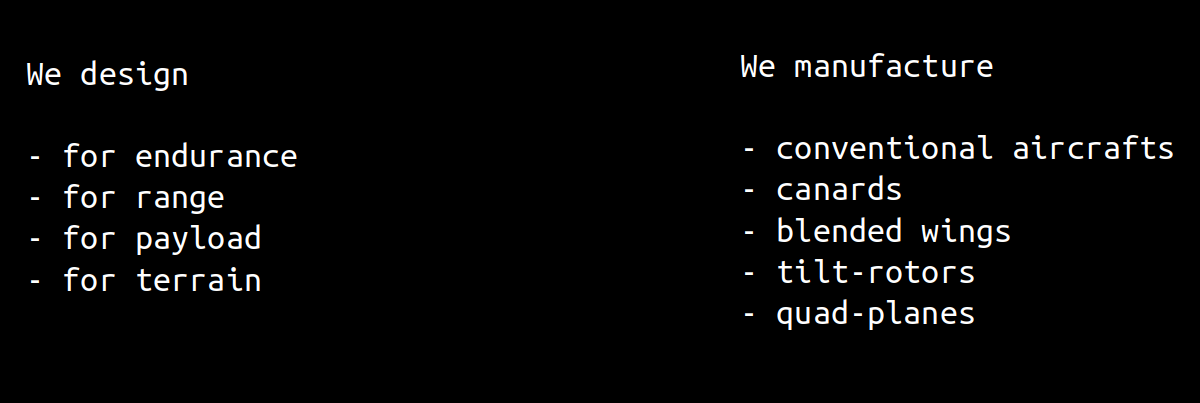 We design
- for endurance
- for range
- for payload
- for terrain
We manufacture
- conventional aircrafts
- canards
- blended wings
- tilt-rotors
- quad-planes